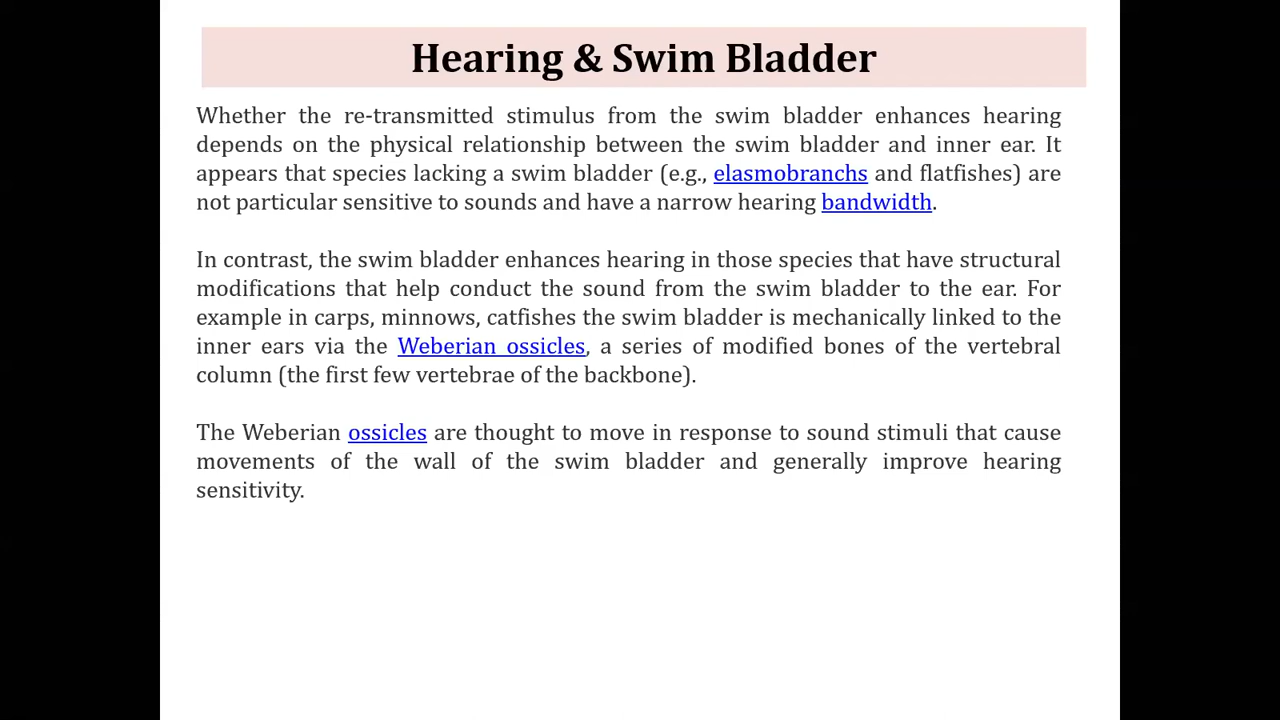 Hearing & Swim Bladder
Whether the re-transmitted stimulus from the swim bladder enhances hearing
depends on the physical relationship between the swim bladder and inner ear. It
appears that species lacking a swim bladder (e.g., elasmobranchs and flatfishes) are
not particular sensitive to sounds and have a narrow hearing bandwidth.
In contrast, the swim bladder enhances hearing in those species that have structural
modifications that help conduct the sound from the swim bladder to the ear. For
example in carps, minnows, catfishes the swim bladder is mechanically linked to the
inner ears via the Weberian ossicles, a series of modified bones of the vertebral
column (the first few vertebrae of the backbone).
The Weberian ossicles are thought to move in response to sound stimuli that cause
movements of the wall of the swim bladder and generally improve hearing
sensitivity.